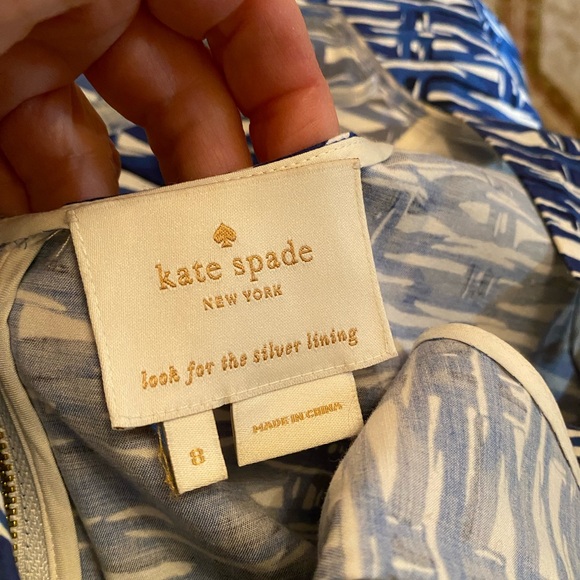 kate spade
NEW YORK
look for the silver lining
8
MADE IN CHINA